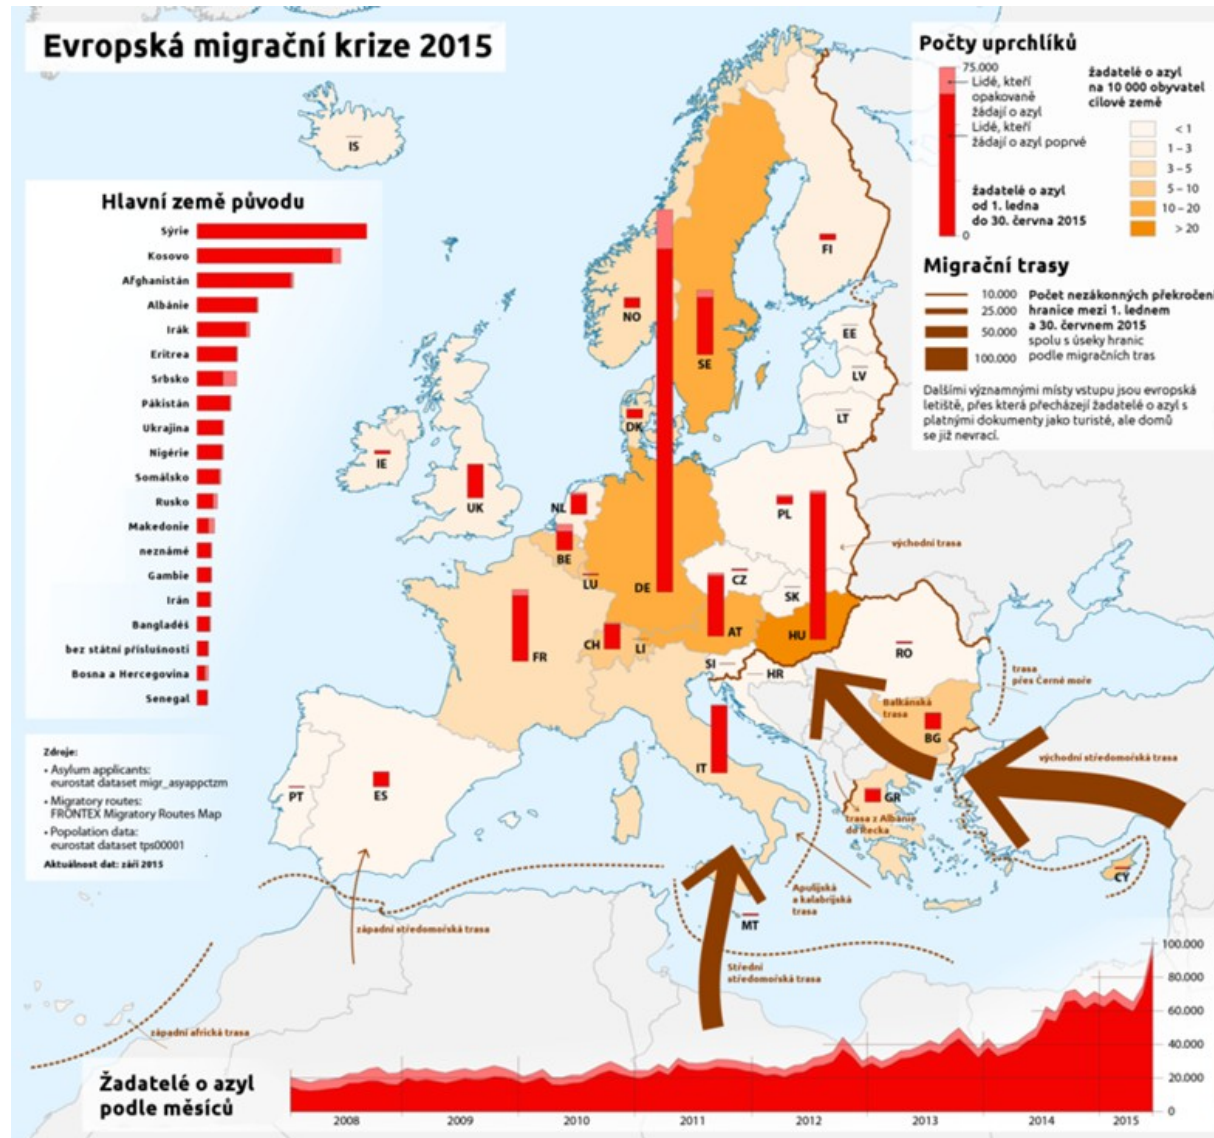 Evropská migrační krize 2015
Počty uprchlíků
75.000
Lidé, kteří
opakovaně
žádají o azyl
Lidé, kteří
žádají o azyl poprvé
žadatelé o azyl
od 1. ledna
do 30. června 2015
0
žadatelé o azyl
na 10 000 obyvatel
cílové země
< 1
1 – 3
3 – 5
5 – 10
10 – 20
> 20
Migrační trasy
10.000
25.000
50.000
100.000
Počet nezákonných překročení
hranice mezi 1. lednem
a 30. červnem 2015
spolu s úseky hranic
podle migračních tras
Dalšími významnými místy vstupu jsou evropská
letiště, přes která přecházejí žadatelé o azyl s
platnými dokumenty jako turisté, ale domů
se již nevrací.
Hlavní země původu
Sýrie
Kosovo
Afghanistán
Albánie
Irák
Eritrea
Srbsko
Pákistán
Ukrajina
Nigérie
Somálsko
Rusko
Makedonie
neznámé
Gambie
Irán
Bangladéš
bez státní příslušnosti
Bosna a Hercegovina
Senegal
Zdroje:
• Asylum applicants:
eurostat dataset migr_asyappctzm
• Migratory routes:
FRONTEX Migratory Routes Map
• Popolation data:
eurostat dataset tps00001
Aktuálnost dat: září 2015
IS
FI
NO
SE
EE
LV
LT
DK
IE
UK
NL
BE
LU
DE
PL
CZ
SK
FR
CH
LI
AT
HU
SI
HR
RO
BG
IT
PT
ES
GR
MT
CY
východní trasa
trasa
přes Černé moře
Balkánská
trasa
východní středomořská trasa
trasa z Albánie
do Řecka
Apulijská
a kalabrijská
trasa
Střední
středomořská trasa
západní středomořská trasa
západní africká trasa
Žadatelé o azyl
podle měsíců
100.000
80.000
60.000
40.000
20.000
0
2008
2009
2010
2011
2012
2013
2014
2015